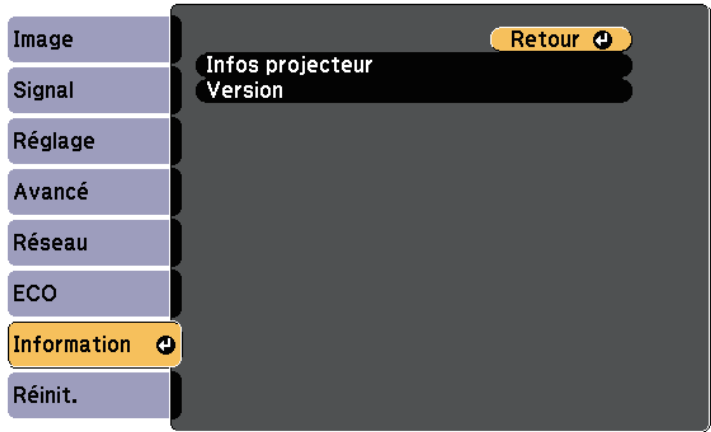 Image
Signal
Réglage
Avancé
Réseau
ECO
Information
Réinit.
Retour
Infos projecteur
Version